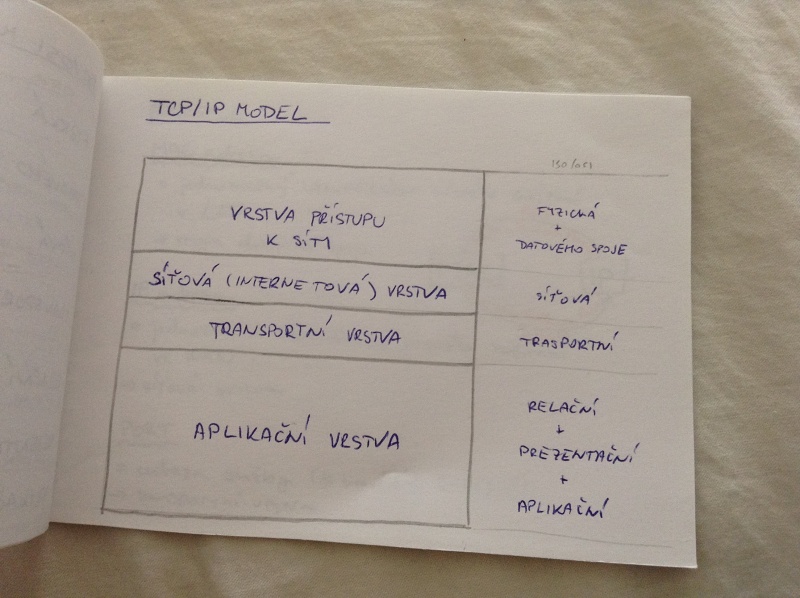 TCP/IP MODEL
ISO/OSI
VRSTVA PŘÍSTUPU
K SÍTI
FYZICKÁ
+
DATOVÉHO SPOJE
SÍŤOVÁ (INTERNETOVÁ) VRSTVA
SÍŤOVÁ
TRANSPORTNÍ VRSTVA
TRASPORTNÍ
APLIKAČNÍ VRSTVA
RELAČNÍ
+
PREZENTAČNÍ
+
APLIKAČNÍ